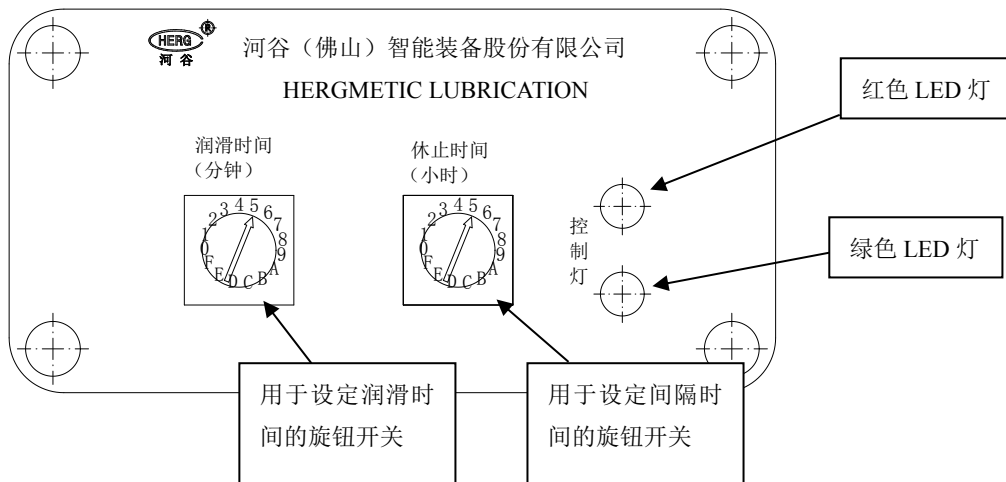 HERG
®
河谷
河谷（佛山）智能装备股份有限公司
HERGMETIC LUBRICATION
红色 LED 灯
润滑时间
（分钟）
休止时间
（小时）
0 1 2 3 4 5 6 7 8 9 A B C D E F
0 1 2 3 4 5 6 7 8 9 A B C D E F
控制灯
绿色 LED 灯
用于设定润滑时
间的旋钮开关
用于设定间隔时
间的旋钮开关